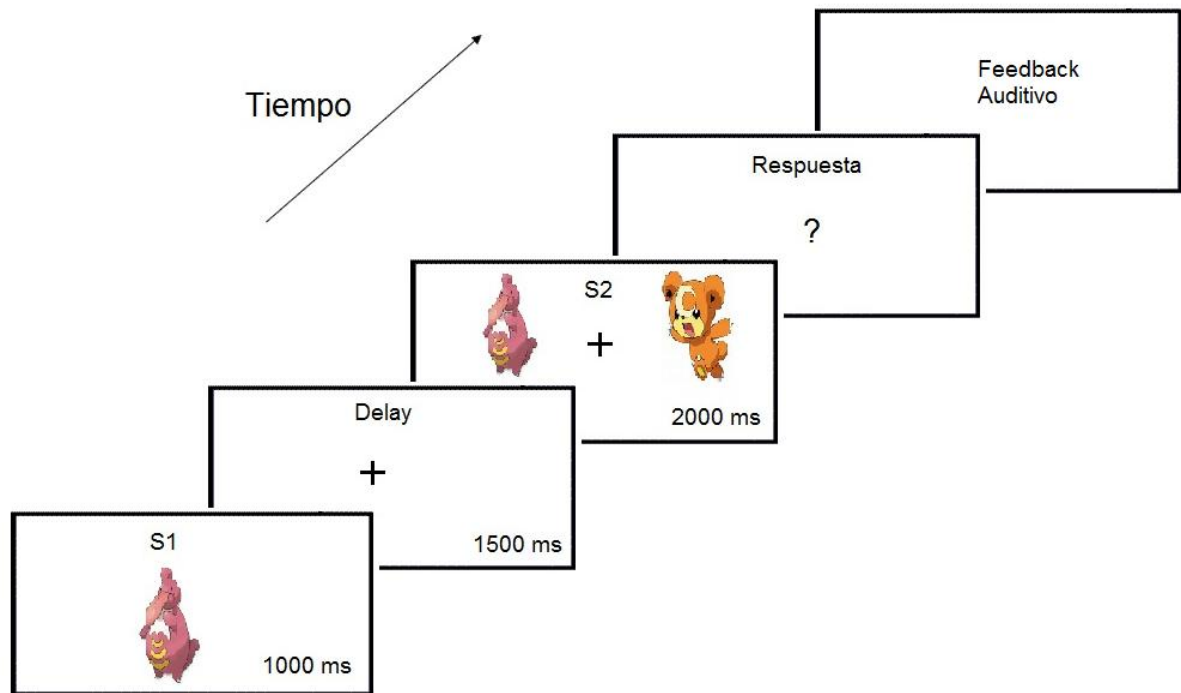 Feedback
Auditivo
Tiempo
Respuesta
?
S2
+
2000 ms
Delay
+
1500 ms
S1
1000 ms